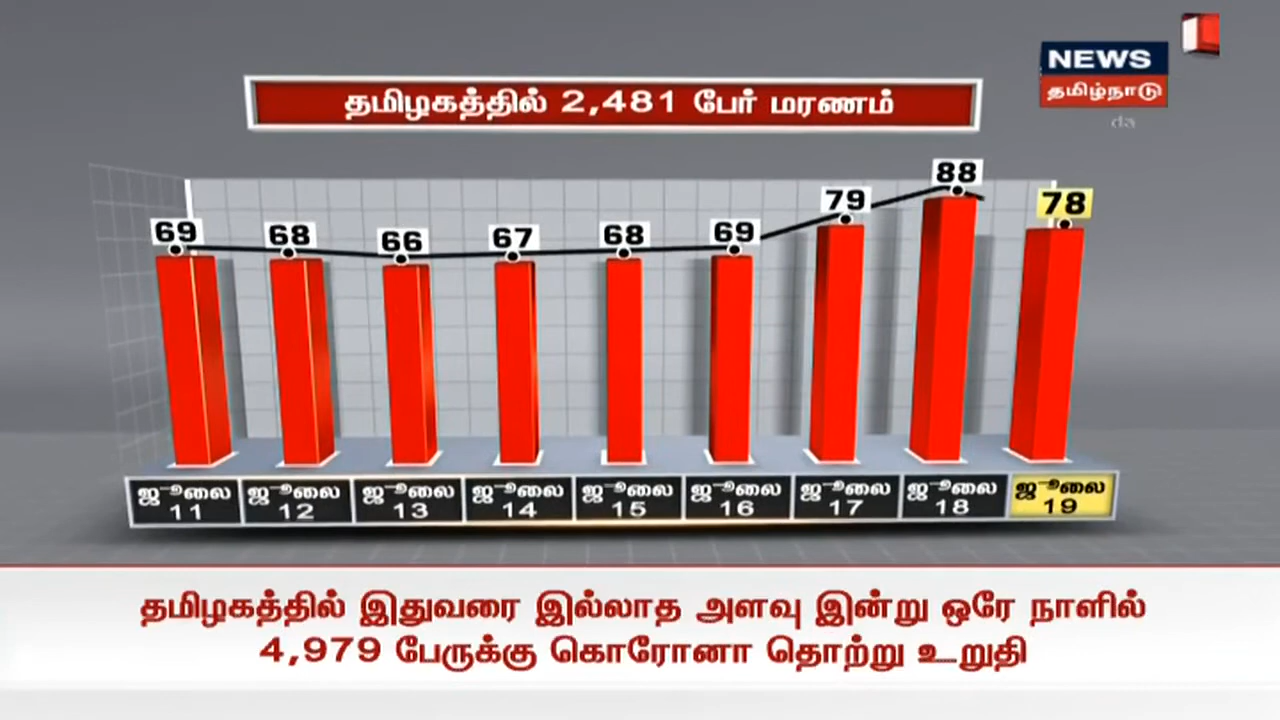 NEWS
தமிழ்நாடு
தமிழகத்தில் 2,481 பேர் மரணம்
69 68 66 67 68 69 79 88 78
ஜூலை ஜூலை ஜூலை ஜூலை ஜூலை ஜூலை ஜூலை ஜூலை ஜூலை
11 12 13 14 15 16 17 18 19
தமிழகத்தில் இதுவரை இல்லாத அளவு இன்று ஒரே நாளில்
4,979 பேருக்கு கொரோனா தொற்று உறுதி